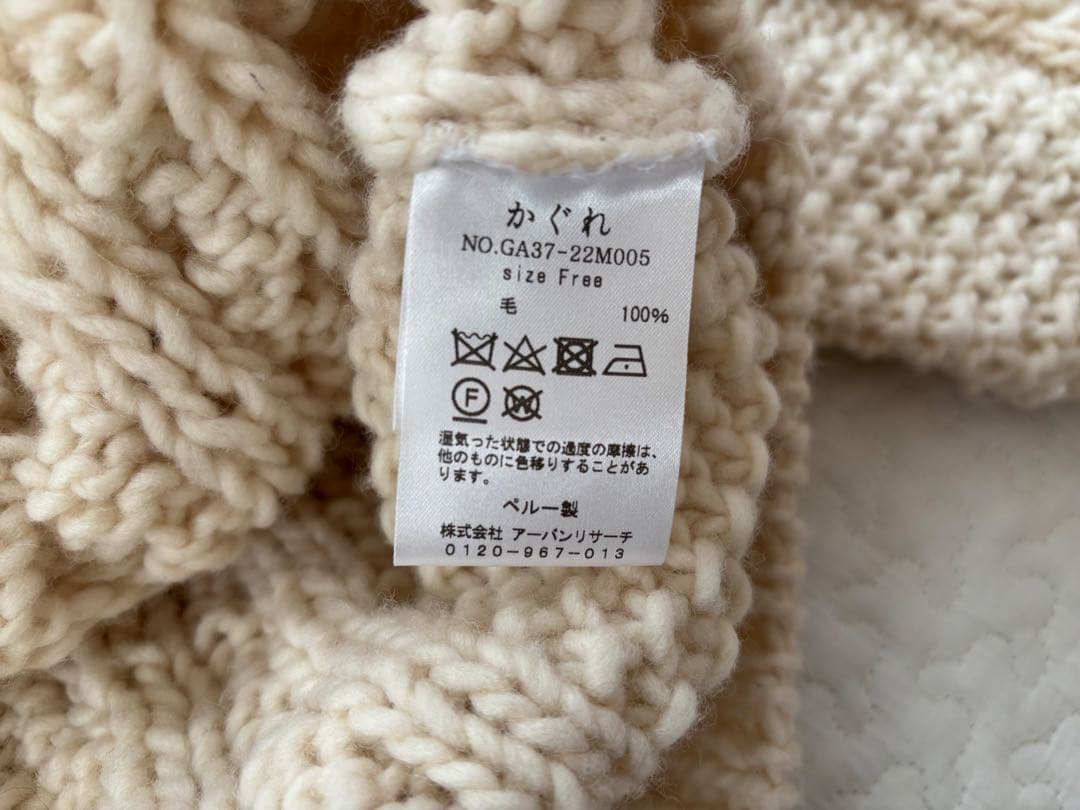 かぐれ
NO.GA37-22M005
size Free
毛 100%
F W
湿気った状態での過度の摩擦は、
他のものに色移りすることがあ
ります。
ペルー製
株式会社 アーバンリサーチ
0120-967-013